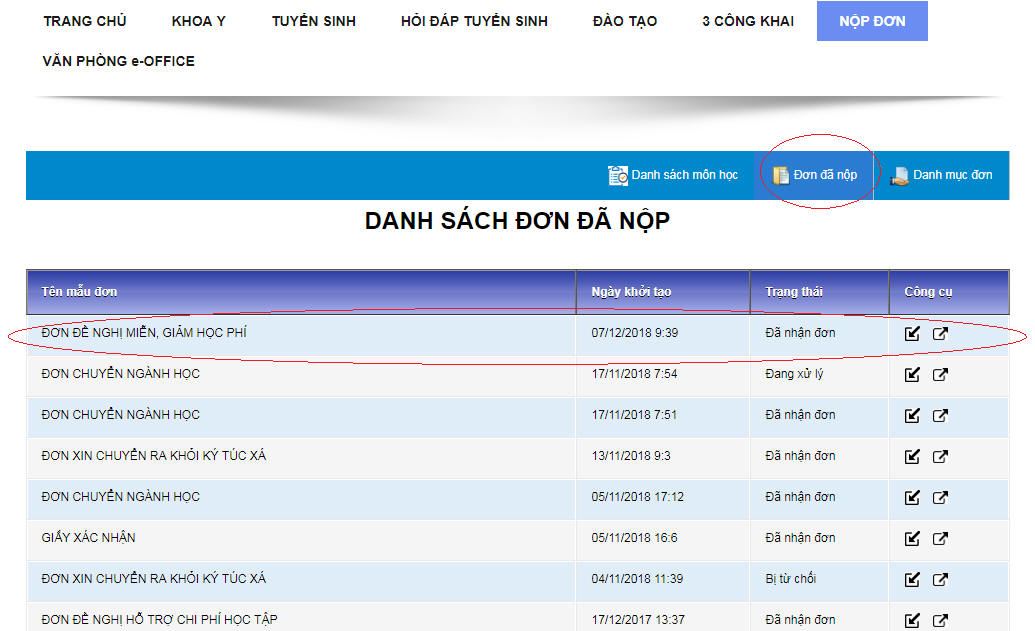 TRANG CHỦ KHOA Y TUYỂN SINH HỎI ĐÁP TUYỂN SINH ĐÀO TẠO 3 CÔNG KHAI NỘP ĐƠN
VĂN PHÒNG e-OFFICE
Danh sách môn học Đơn đã nộp Danh mục đơn
DANH SÁCH ĐƠN ĐÃ NỘP
Tên mẫu đơn Ngày khởi tạo Trạng thái Công cụ
ĐƠN ĐỀ NGHỊ MIỄN, GIẢM HỌC PHÍ 07/12/2018 9:39 Đã nhận đơn
ĐƠN CHUYỂN NGÀNH HỌC 17/11/2018 7:54 Đang xử lý
ĐƠN CHUYỂN NGÀNH HỌC 17/11/2018 7:51 Đã nhận đơn
ĐƠN XIN CHUYỂN RA KHỎI KÝ TÚC XÁ 13/11/2018 9:3 Đã nhận đơn
ĐƠN CHUYỂN NGÀNH HỌC 05/11/2018 17:12 Đã nhận đơn
GIẤY XÁC NHẬN 05/11/2018 16:6 Đã nhận đơn
ĐƠN XIN CHUYỂN RA KHỎI KÝ TÚC XÁ 04/11/2018 11:39 Bị từ chối
ĐƠN ĐỀ NGHỊ HỖ TRỢ CHI PHÍ HỌC TẬP 17/12/2017 13:37 Đã nhận đơn